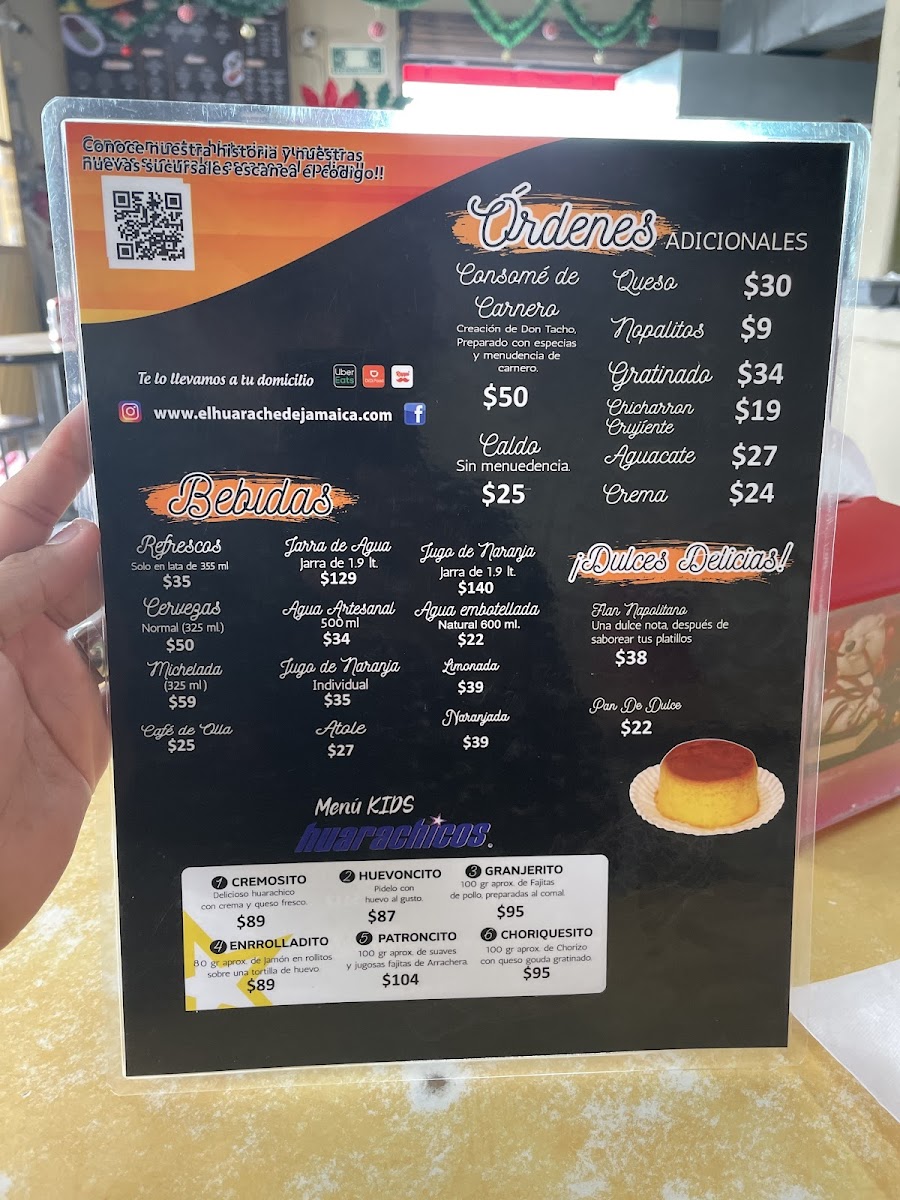 Conoce nuestra historia y nuestras
nuevas sucursales escanea el código!!
Te lo llevamos a tu domicilio
Uber
Eats
www.elhuarachedejamaica.com
Órdenes ADICIONALES
Consomé de
Carnero
Creación de Don Tacho,
Preparado con especias
y menudencia de
carnero.
$50
Caldo
Sin menuedencia.
$25
Queso $30
Nopalitos $9
Gratinado $34
Chicharron
Crujiente
$19
Aguacate $27
Crema $24
Bebidas
Refrescos
Solo en lata de 355 ml
$35
Cervezas
Normal (325 ml.)
$50
Michelada
(325 ml)
$59
Café de Olla
$25
Jarra de Agua
Jarra de 1.9 lt.
$129
Agua Artesanal
500 ml
$34
Jugo de Naranja
Individual
$35
Atole
$27
Jugo de Naranja
Jarra de 1.9 lt.
$140
Agua embotellada
Natural 600 ml.
$22
Limonada
$39
Naranjada
$39
¡Dulces Delicias!
Flan Napolitano
Una dulce nota, después de
saborear tus platillos
$38
Pan De Dulce
$22
Menú KIDS
huarachicos
1 CREMOSITO
Delicioso huarachico
con crema y queso fresco.
$89
2 HUEVONCITO
Pidelo con
huevo al gusto.
$87
3 GRANJERITO
100 gr aprox. de Fajitas
de pollo, preparadas al comal.
$95
4 ENRROLLADITO
80 gr aprox. de Jamón en rollitos
sobre una tortilla de huevo.
$89
5 PATRONCITO
100 gr aprox. de suaves
y jugosas fajitas de Arrachera.
$104
6 CHORIQUESITO
100 gr aprox. de Chorizo
con queso gouda gratinado.
$95